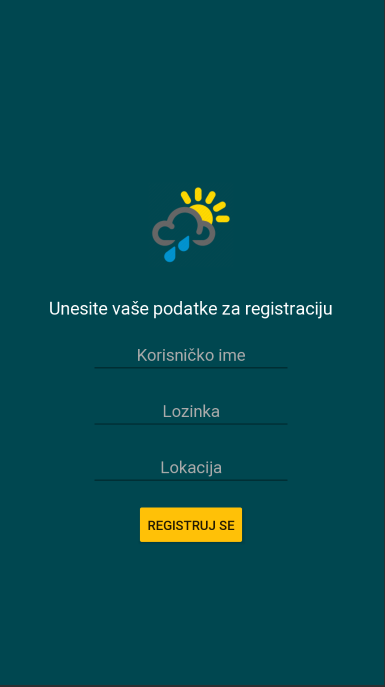 Unesite vaše podatke za registraciju
Korisničko ime
Lozinka
Lokacija
REGISTRUJ SE